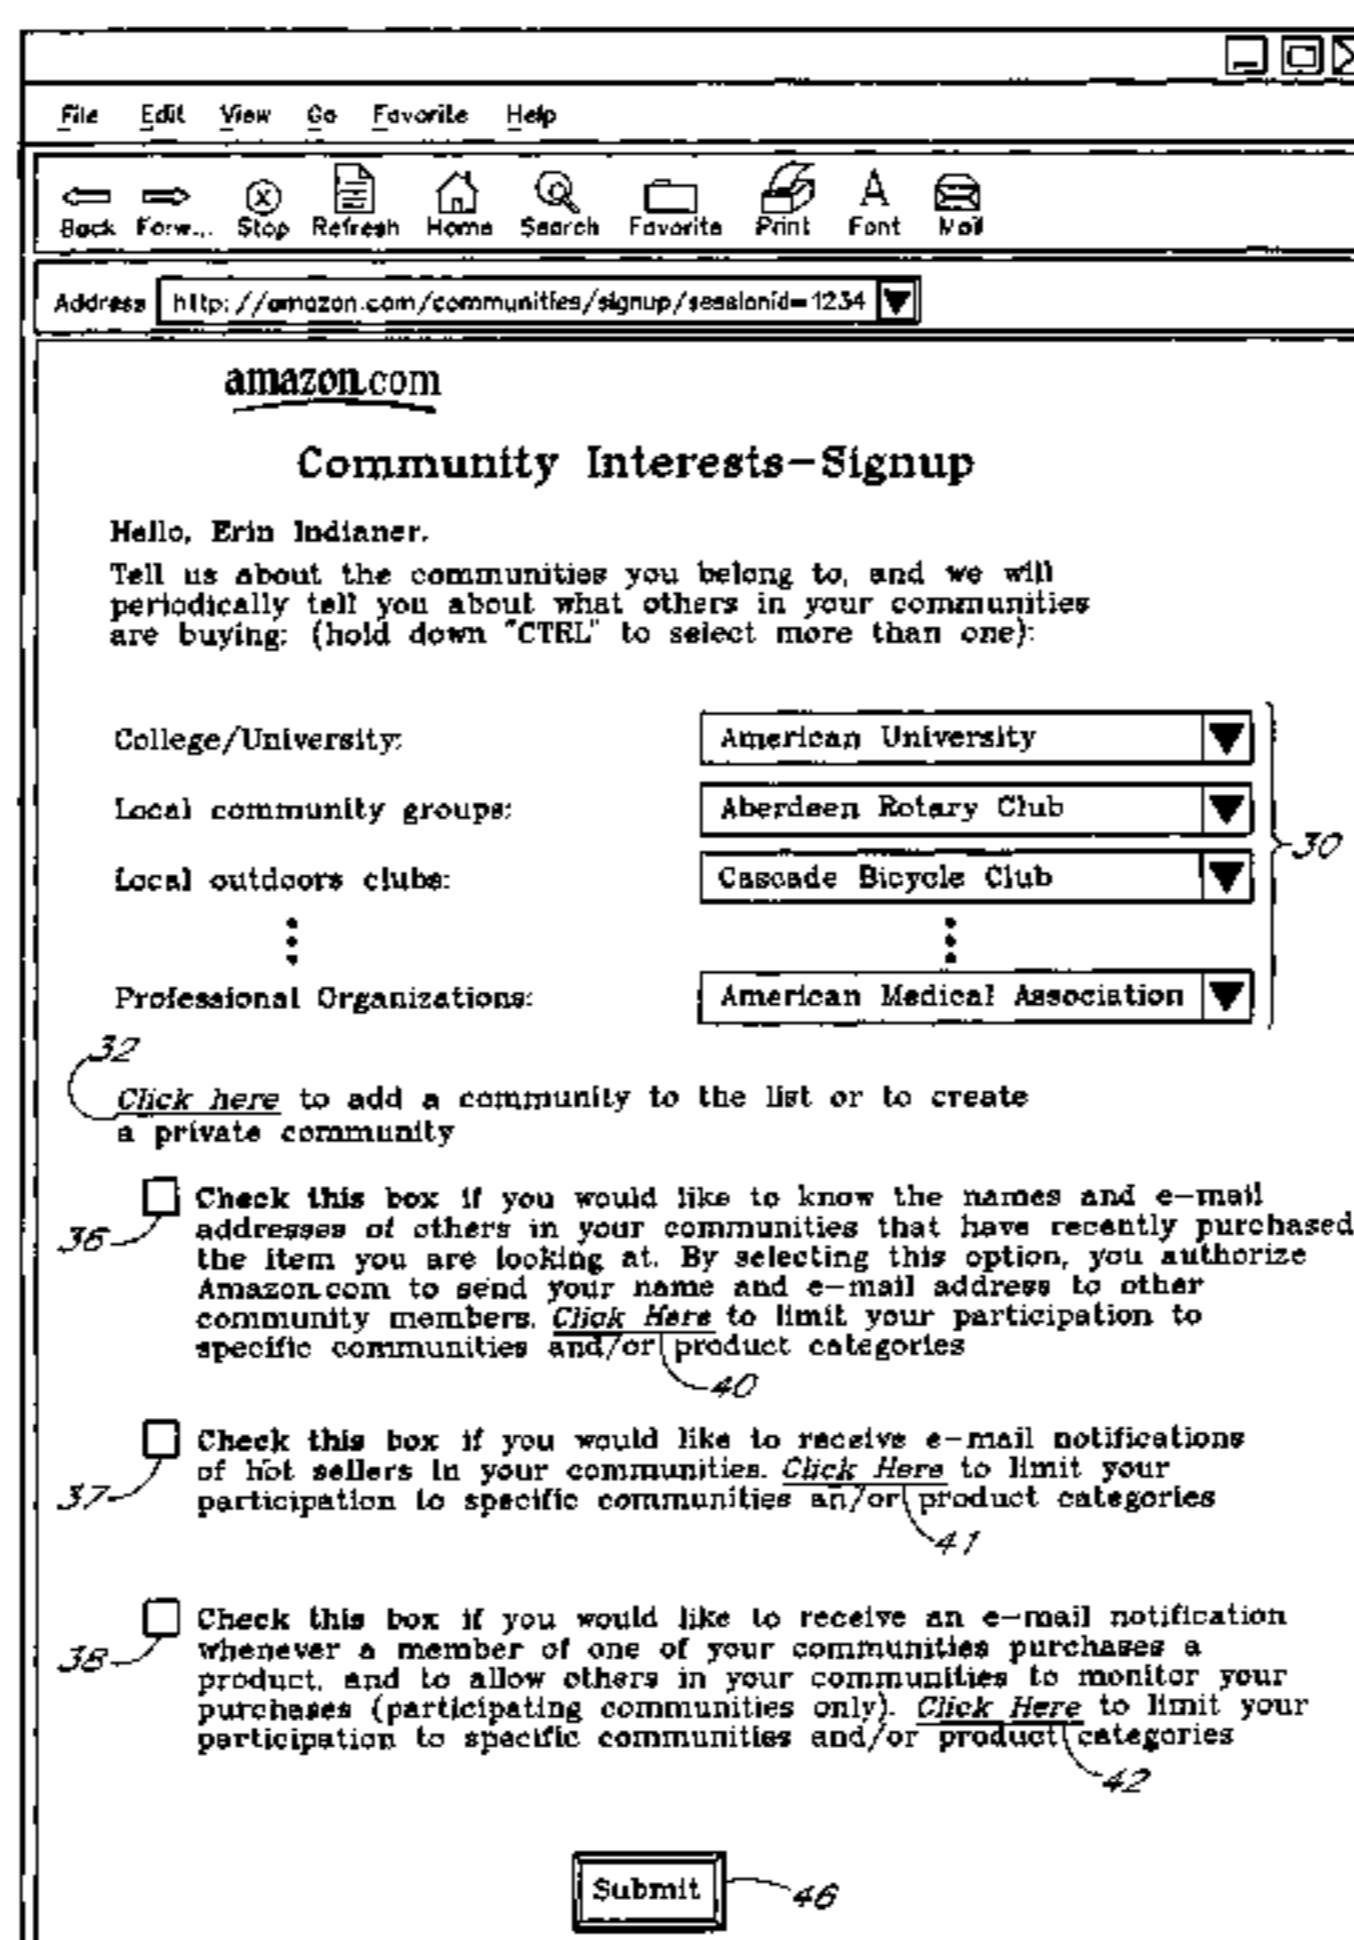 File Edit View Go Favorite Help
Back Forw... Stop Refresh Home Search Favorite Print Font Mail
Address http://amazon.com/communities/signup/sessionid=1234
amazon.com
Community Interests-Signup
Hello, Erin Indianer.
Tell us about the communities you belong to, and we will
periodically tell you about what others in your communities
are buying: (hold down "CTRL" to select more than one):
College/University: American University
Local community groups: Aberdeen Rotary Club
30
Local outdoors clubs: Cascade Bicycle Club
Professional Organizations: American Medical Association
32
Click here to add a community to the list or to create
a private community
Check this box if you would like to know the names and e-mail
36 addresses of others in your communities that have recently purchased
the item you are looking at. By selecting this option, you authorize
Amazon.com to send your name and e-mail address to other
community members. Click Here to limit your participation to
specific communities and/or product categories
40
Check this box if you would like to receive e-mail notifications
of hot sellers in your communities. Click Here to limit your
37 participation to specific communities an/or product categories
41
Check this box if you would like to receive an e-mail notification
38 whenever a member of one of your communities purchases a
product, and to allow others in your communities to monitor your
purchases (participating communities only). Click Here to limit your
participation to specific communities and/or product categories
42
Submit 46